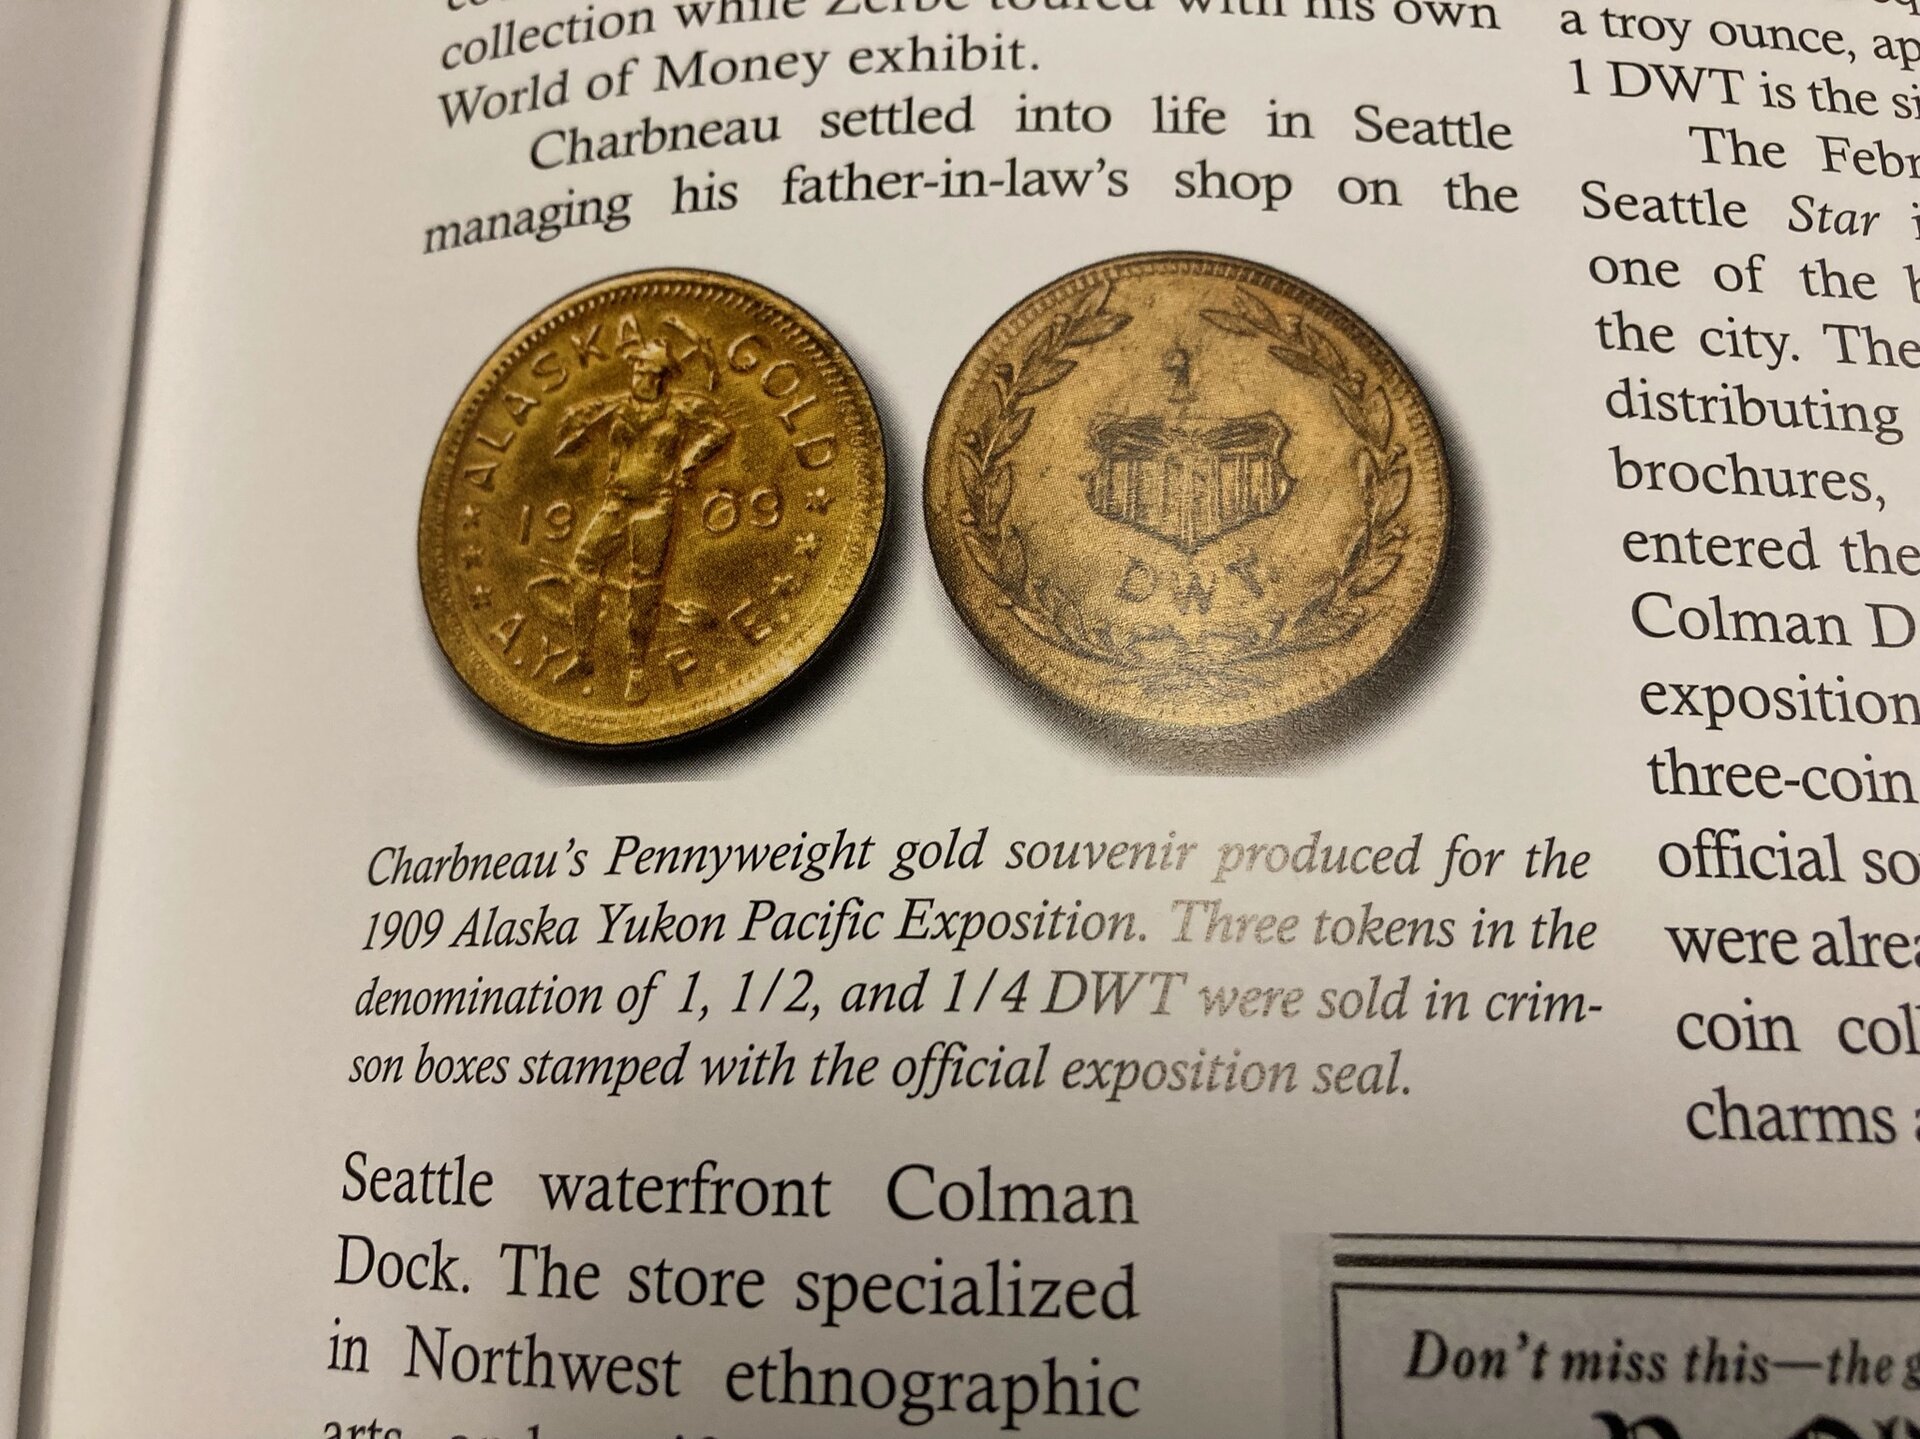 collection while Zerbe toured with his own
World of Money exhibit.
Charbneau settled into life in Seattle
managing his father-in-law's shop on the
ALASKA GOLD
1909
A.Y.P.E.
1
DWT.
Charbneau's Pennyweight gold souvenir produced for the
1909 Alaska Yukon Pacific Exposition. Three tokens in the
denomination of 1, 1/2, and 1/4 DWT were sold in crim-
son boxes stamped with the official exposition seal.
Seattle waterfront Colman
Dock. The store specialized
in Northwest ethnographic
arts
a troy ounce, ap
1 DWT is the si
The Febr
Seattle Star i
one of the b
the city. The
distributing
brochures,
entered the
Colman D
exposition
three-coin
official so
were alrea
coin col
charms a
Don't miss this—the g